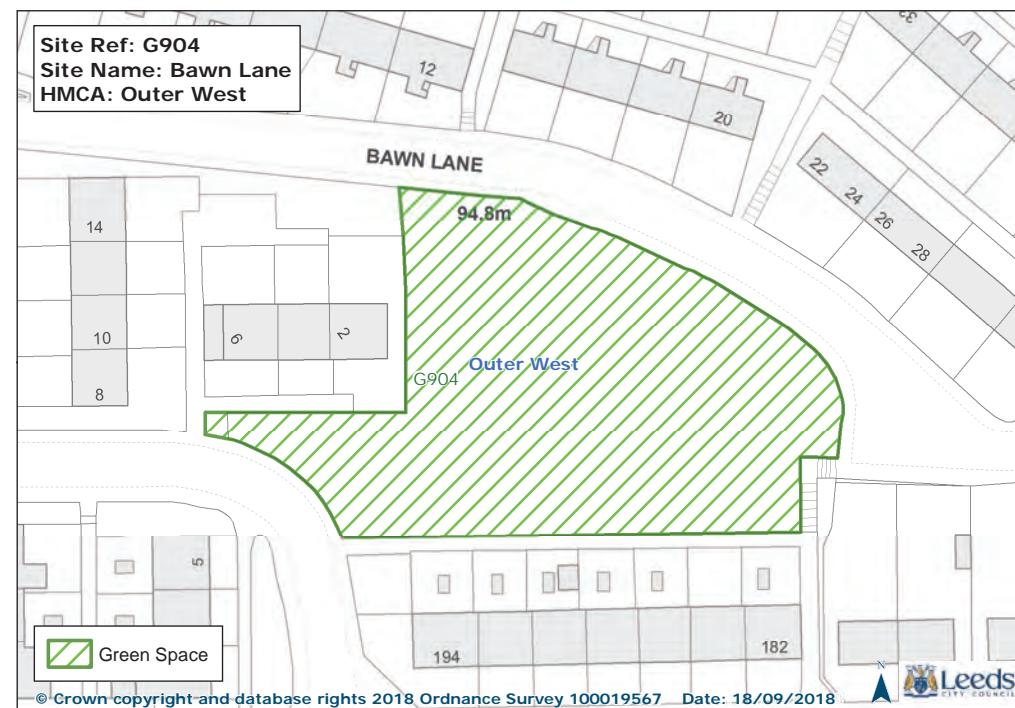 Site Ref: G904
Site Name: Bawn Lane
HMCA: Outer West
33
12
20
BAWN LANE
22
24
26
28
94.8m
14
10
8
6
2
Outer West
G904
5
194
182
Green Space
N
© Crown copyright and database rights 2018 Ordnance Survey 100019567 Date: 18/09/2018
Leeds
CITY COUNCIL